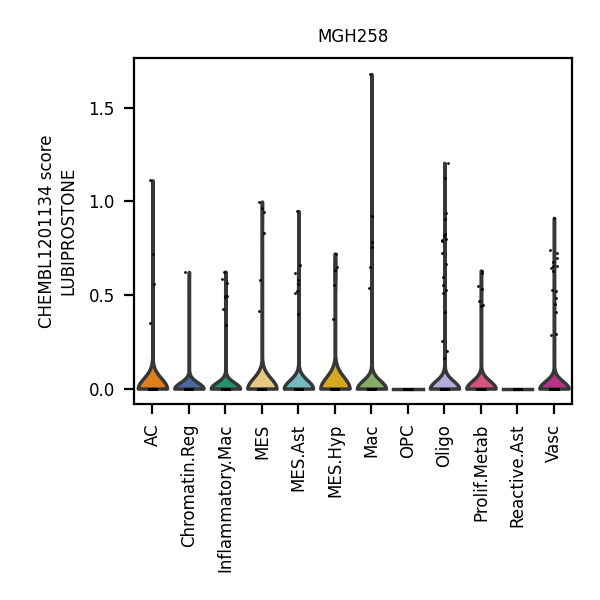 MGH258
CHEMBL1201134 score
LUBIPROSTONE
1.5
1.0
0.5
0.0
AC
Chromatin.Reg
Inflammatory.Mac
MES
MES.Ast
MES.Hyp
Mac
OPC
Oligo
Prolif.Metab
Reactive.Ast
Vasc